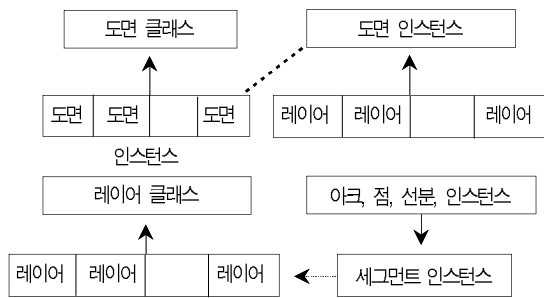 도면 클래스
도면 인스턴스
도면 도면 도면
레이어 레이어 레이어
인스턴스
레이어 클래스
아크, 점, 선분, 인스턴스
레이어 레이어 레이어
세그먼트 인스턴스